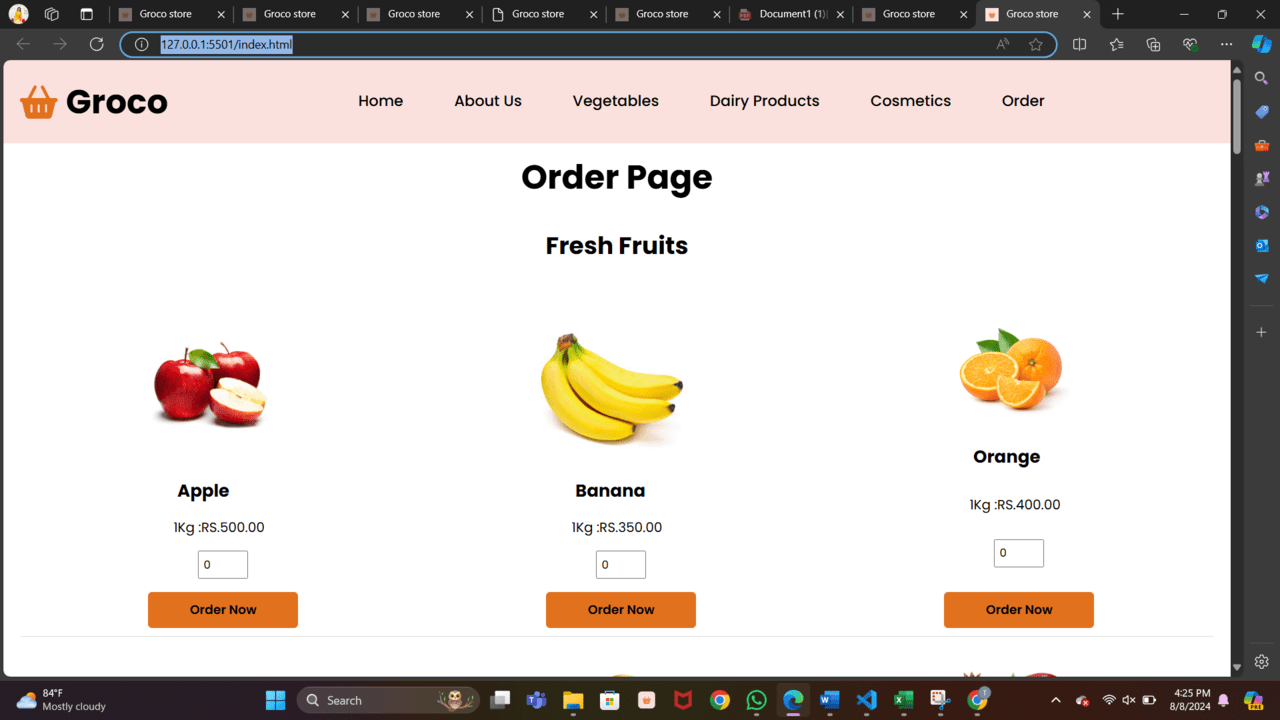 Groco store
Groco store
Groco store
Groco store
Groco store
Document1 (1)
Groco store
Groco store
127.0.0.1:5501/index.html
Groco
Home
About Us
Vegetables
Dairy Products
Cosmetics
Order
Order Page
Fresh Fruits
Apple
1Kg :RS.500.00
0
Order Now
Banana
1Kg :RS.350.00
0
Order Now
Orange
1Kg :RS.400.00
0
Order Now
84°F
Mostly cloudy
Search
4:25 PM
8/8/2024